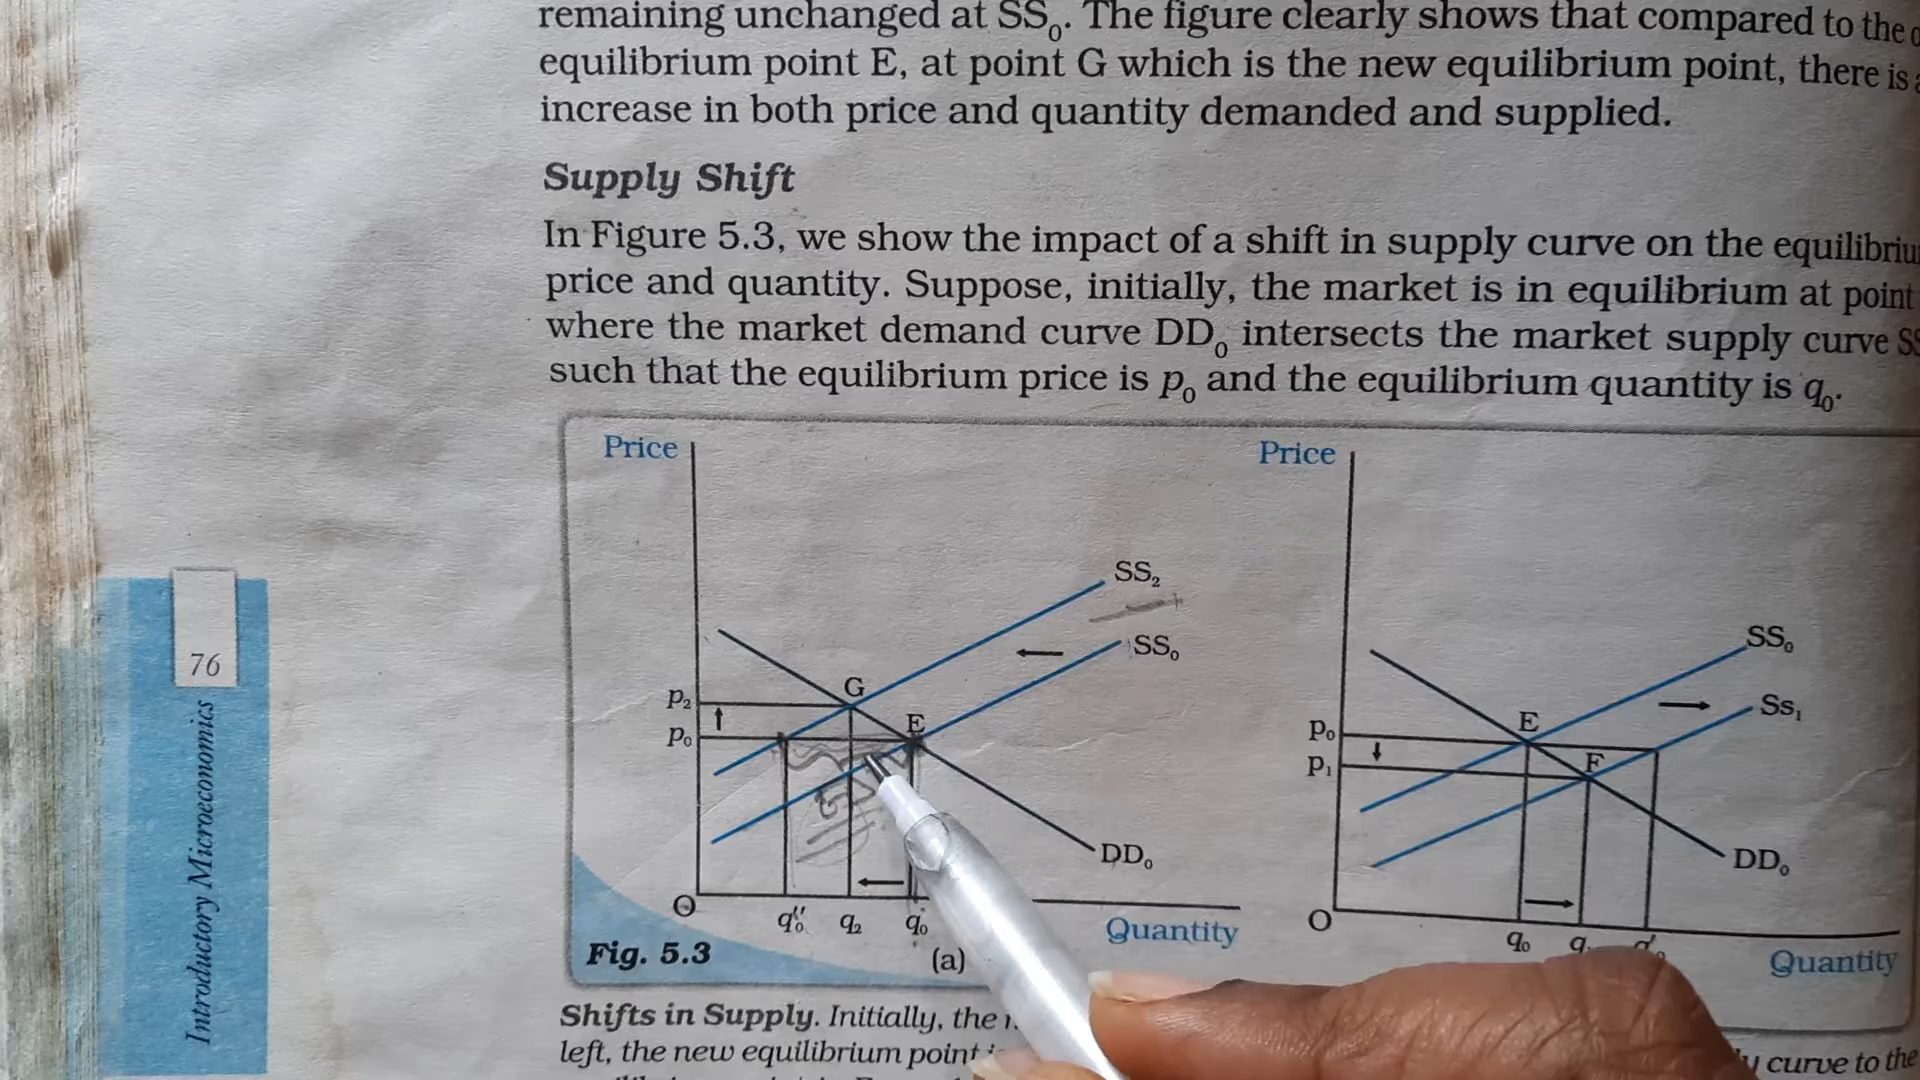 remaining unchanged at SS₀. The figure clearly shows that compared to the
equilibrium point E, at point G which is the new equilibrium point, there is
increase in both price and quantity demanded and supplied.
Supply Shift
In Figure 5.3, we show the impact of a shift in supply curve on the
price and quantity. Suppose, initially, the market is in equilibrium at point
where the market demand curve DD₀ intersects the market supply curve
such that the equilibrium price is p₀ and the equilibrium quantity is q₀.
Price
SS₂
SS₀
G
E
p₂
p₀
DD₀
O
q₀″
q₂
q₀
Quantity
Fig. 5.3
(a)
Price
SS₀
Ss₁
E
F
p₀
p₁
DD₀
O
q₀
Quantity
Shifts in Supply. Initially, the
left, the new equilibrium point
curve to the
76
Introductory Microeconomics